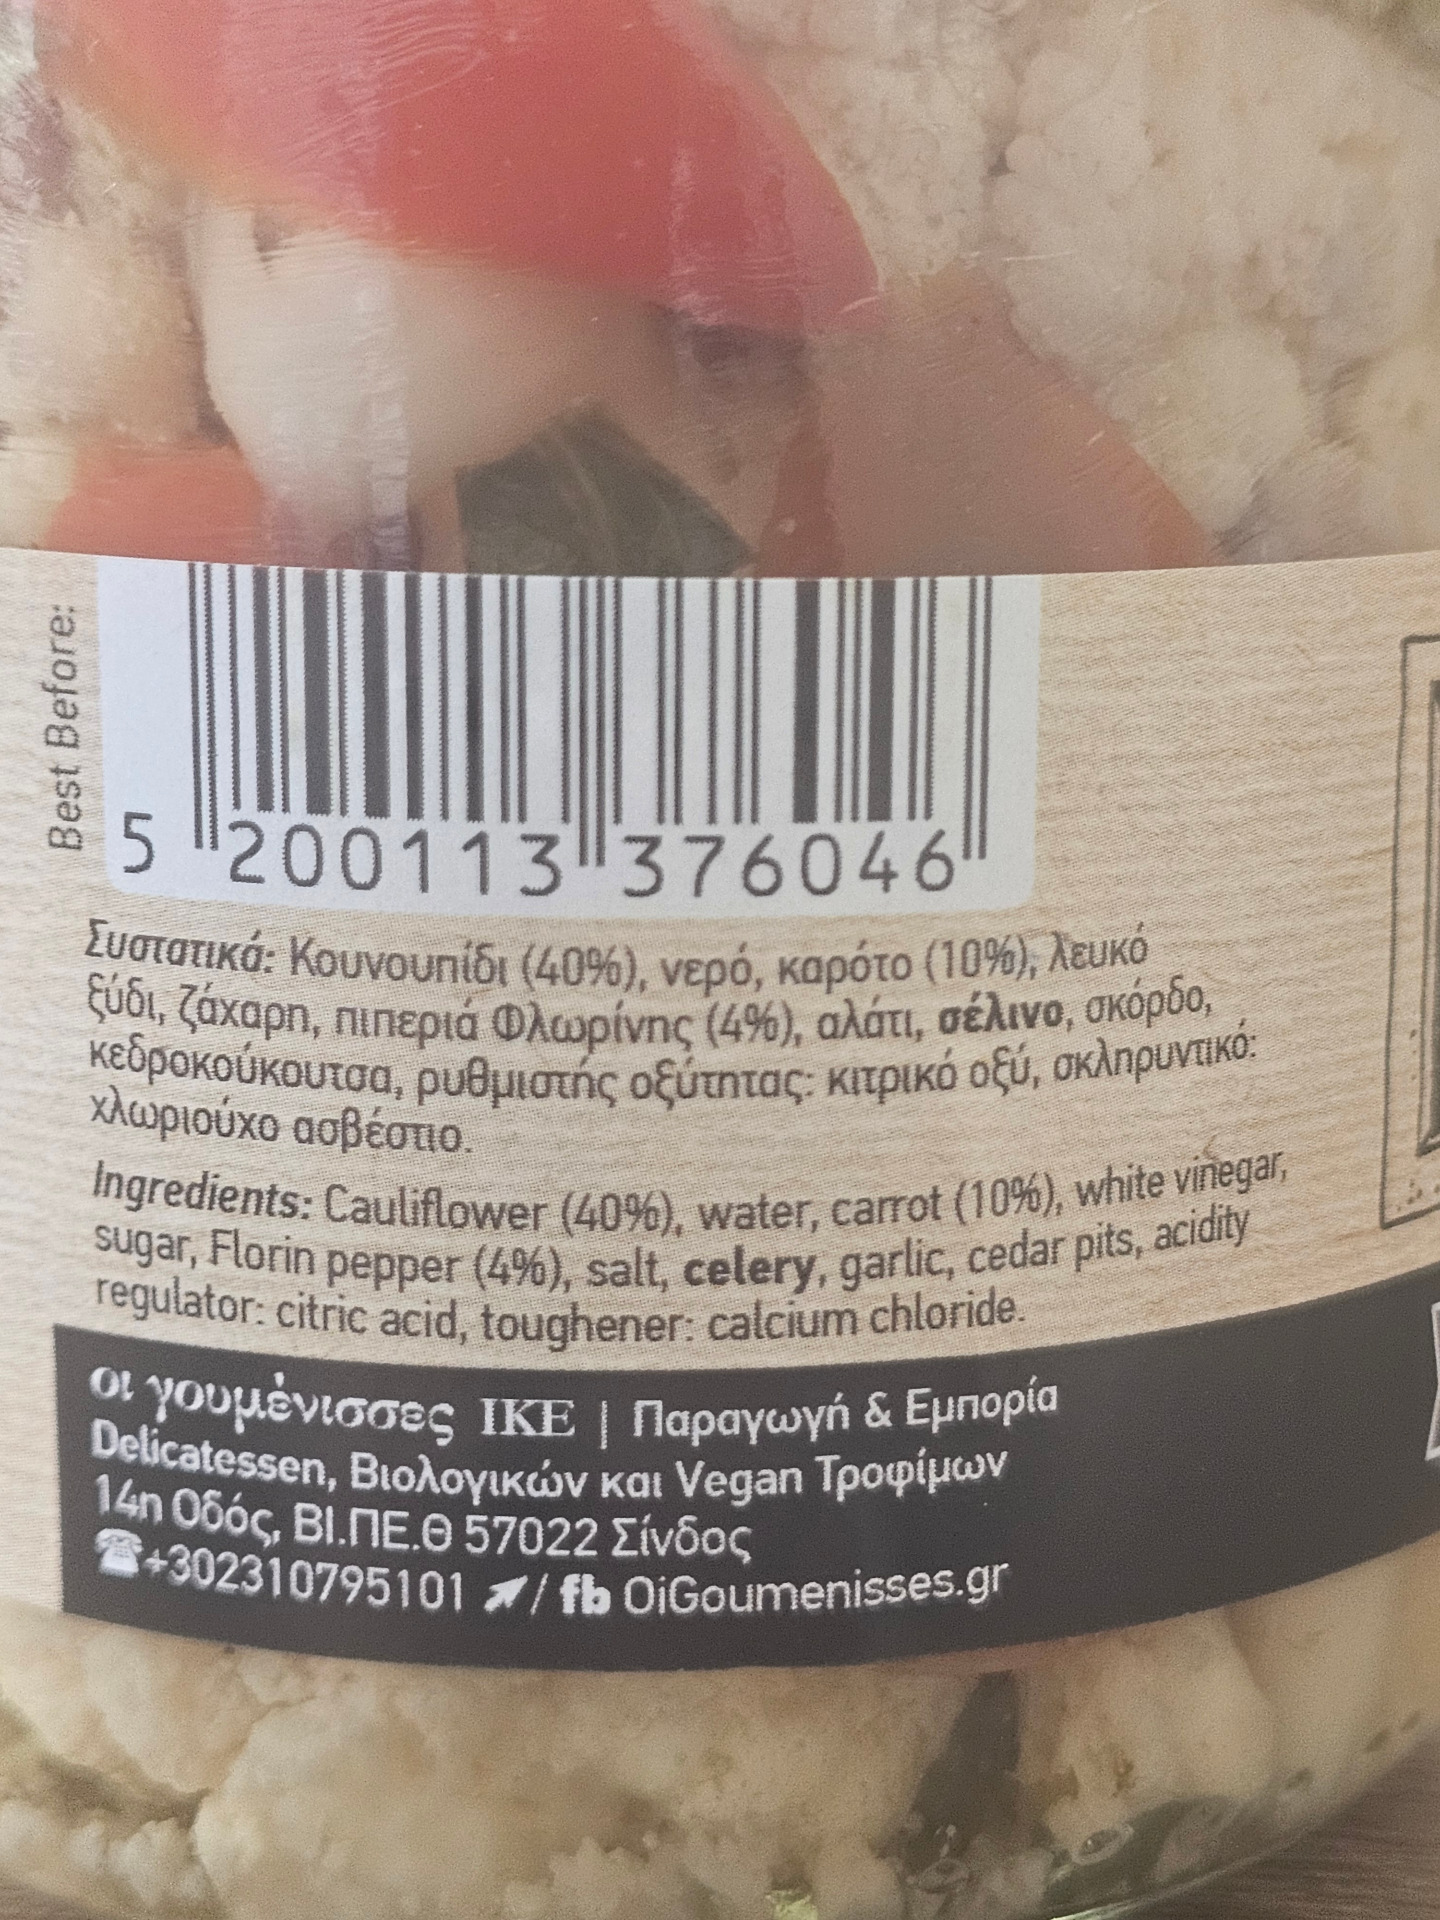 Best Before:
5 200113 376046
Συστατικά: Κουνουπίδι (40%), νερό, καρότο (10%), λευκό
ξύδι, ζάχαρη, πιπεριά Φλωρίνης (4%), αλάτι, σέλινο, σκόρδο,
κεδροκούκουτσα, ρυθμιστής οξύτητας: κιτρικό οξύ, σκληρυντικό:
χλωριούχο ασβέστιο.
Ingredients: Cauliflower (40%), water, carrot (10%), white vinegar,
sugar, Florin pepper (4%), salt, celery, garlic, cedar pits, acidity
regulator: citric acid, toughener: calcium chloride.
οι γουμένισσες ΙΚΕ | Παραγωγή & Εμπορία
Delicatessen, Βιολογικών και Vegan Τροφίμων
14η Οδός, ΒΙ.ΠΕ.Θ 57022 Σίνδος
☎+302310795101 / fb OiGoumenisses.gr